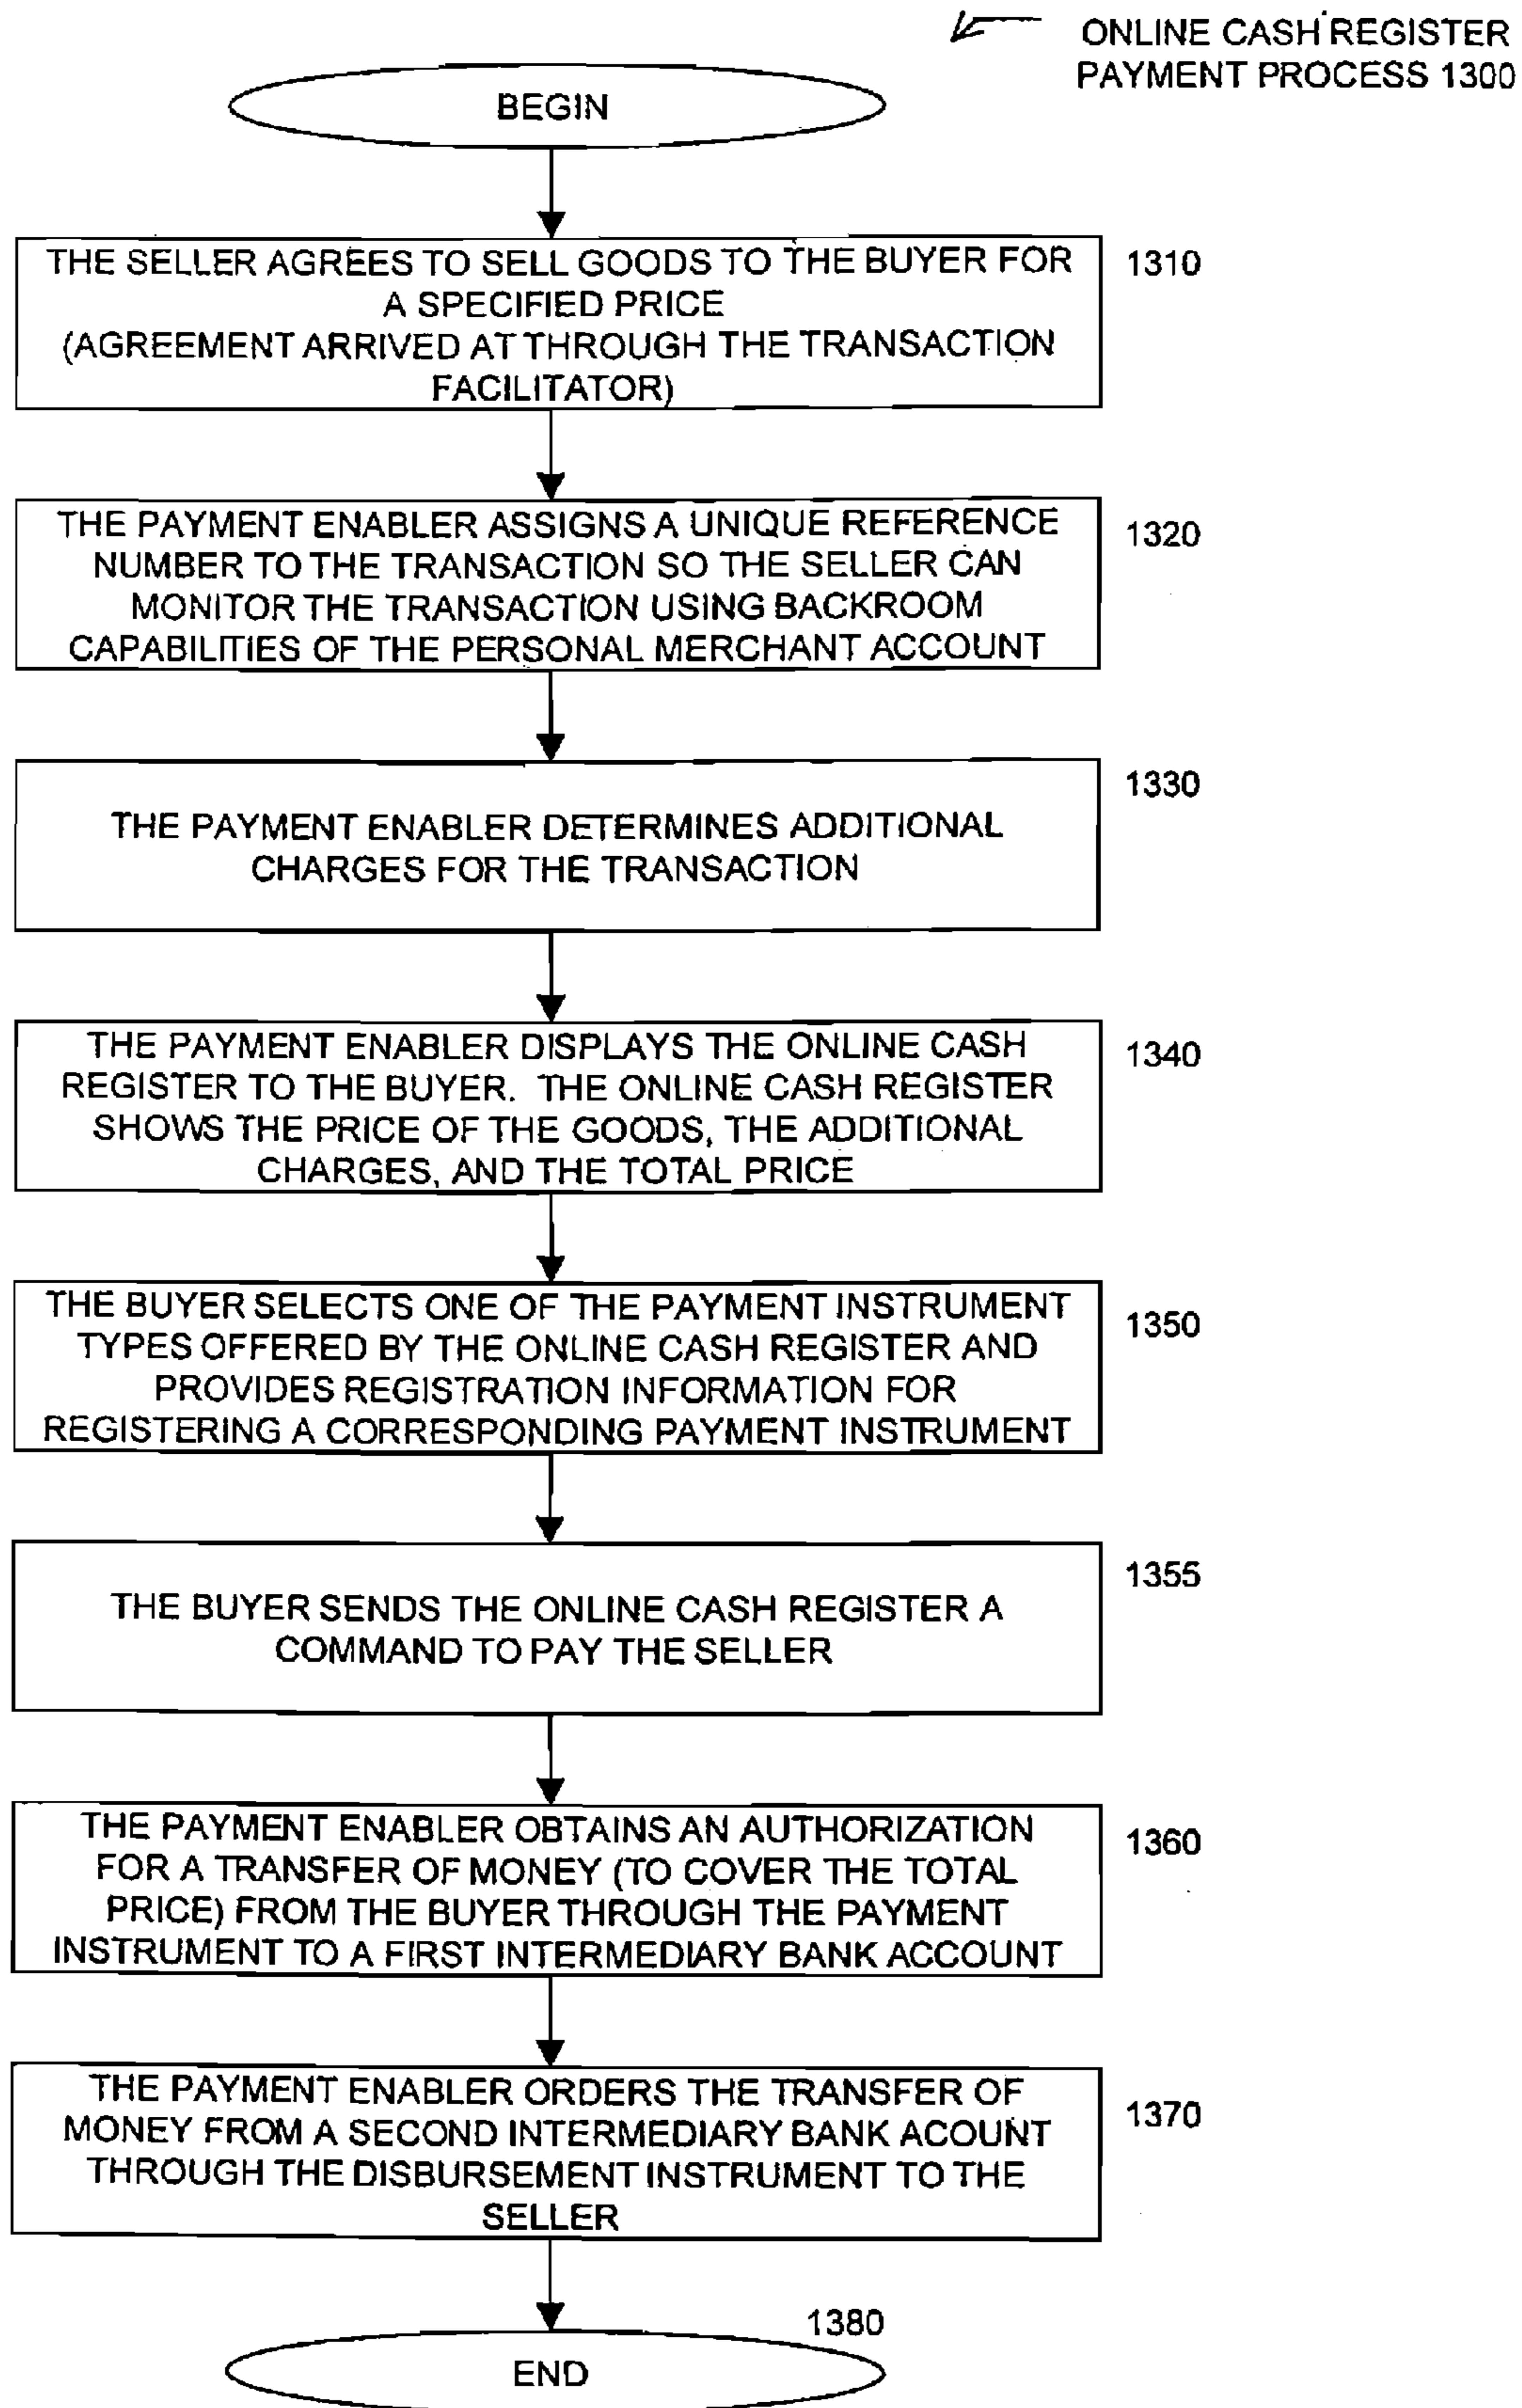 ONLINE CASH REGISTER
PAYMENT PROCESS 1300
BEGIN
THE SELLER AGREES TO SELL GOODS TO THE BUYER FOR
A SPECIFIED PRICE
(AGREEMENT ARRIVED AT THROUGH THE TRANSACTION
FACILITATOR)
1310
THE PAYMENT ENABLER ASSIGNS A UNIQUE REFERENCE
NUMBER TO THE TRANSACTION SO THE SELLER CAN
MONITOR THE TRANSACTION USING BACKROOM
CAPABILITIES OF THE PERSONAL MERCHANT ACCOUNT
1320
THE PAYMENT ENABLER DETERMINES ADDITIONAL
CHARGES FOR THE TRANSACTION
1330
THE PAYMENT ENABLER DISPLAYS THE ONLINE CASH
REGISTER TO THE BUYER. THE ONLINE CASH REGISTER
SHOWS THE PRICE OF THE GOODS, THE ADDITIONAL
CHARGES, AND THE TOTAL PRICE
1340
THE BUYER SELECTS ONE OF THE PAYMENT INSTRUMENT
TYPES OFFERED BY THE ONLINE CASH REGISTER AND
PROVIDES REGISTRATION INFORMATION FOR
REGISTERING A CORRESPONDING PAYMENT INSTRUMENT
1350
THE BUYER SENDS THE ONLINE CASH REGISTER A
COMMAND TO PAY THE SELLER
1355
THE PAYMENT ENABLER OBTAINS AN AUTHORIZATION
FOR A TRANSFER OF MONEY (TO COVER THE TOTAL
PRICE) FROM THE BUYER THROUGH THE PAYMENT
INSTRUMENT TO A FIRST INTERMEDIARY BANK ACCOUNT
1360
THE PAYMENT ENABLER ORDERS THE TRANSFER OF
MONEY FROM A SECOND INTERMEDIARY BANK ACOUNT
THROUGH THE DISBURSEMENT INSTRUMENT TO THE
SELLER
1370
1380
END